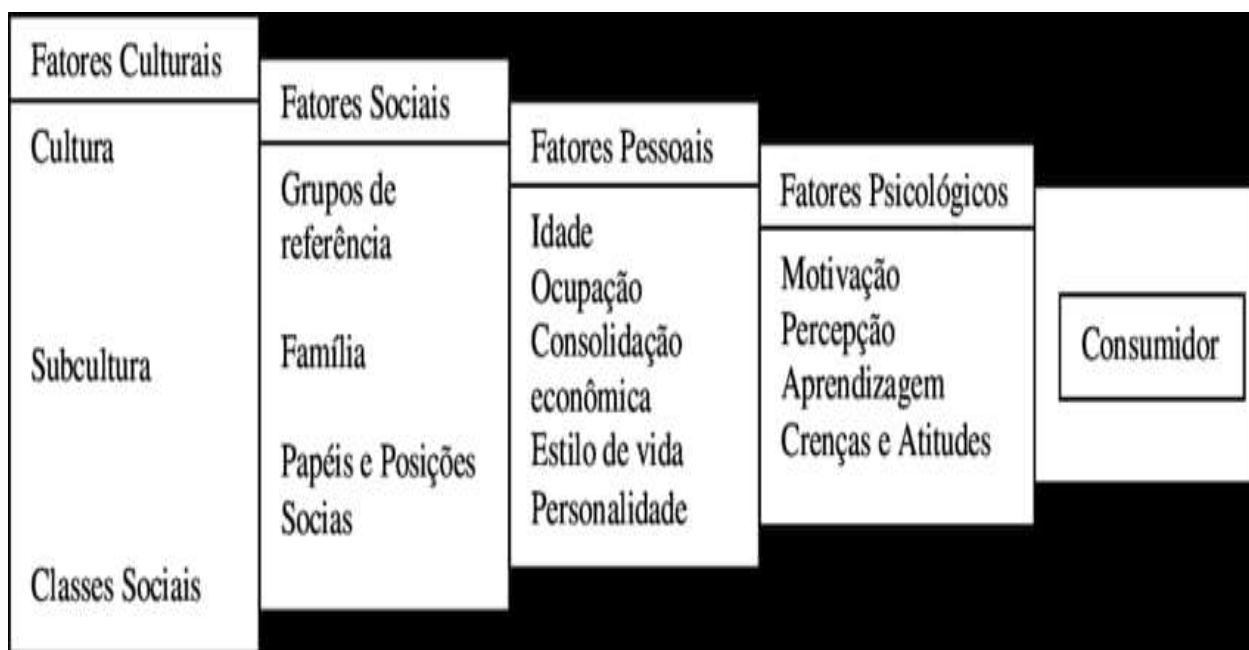 Fatores Culturais
Cultura
Subcultura
Classes Sociais
Fatores Sociais
Grupos de
referência
Família
Papéis e Posições
Socias
Fatores Pessoais
Idade
Ocupação
Consolidação
econômica
Estilo de vida
Personalidade
Fatores Psicológicos
Motivação
Percepção
Aprendizagem
Crenças e Atitudes
Consumidor